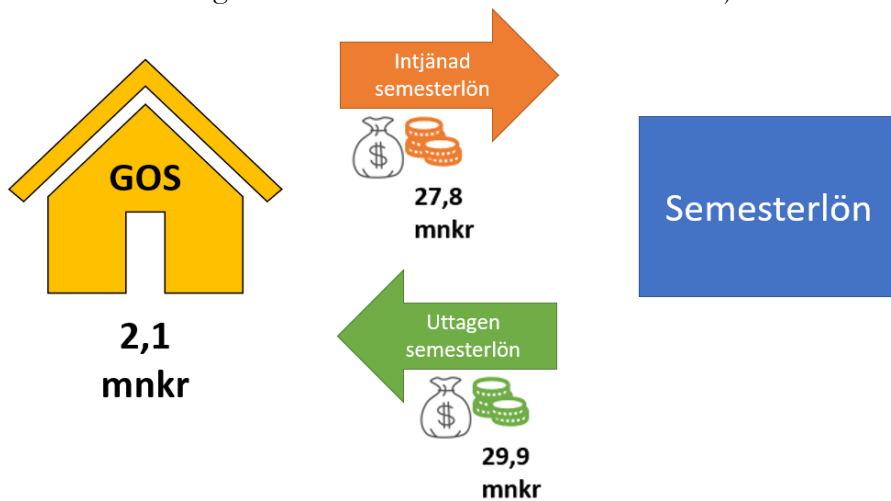 Intjänad
semesterlön
GOS
$
27,8
mnkr
Semesterlön
2,1
mnkr
Uttagen
semesterlön
$
29,9
mnkr